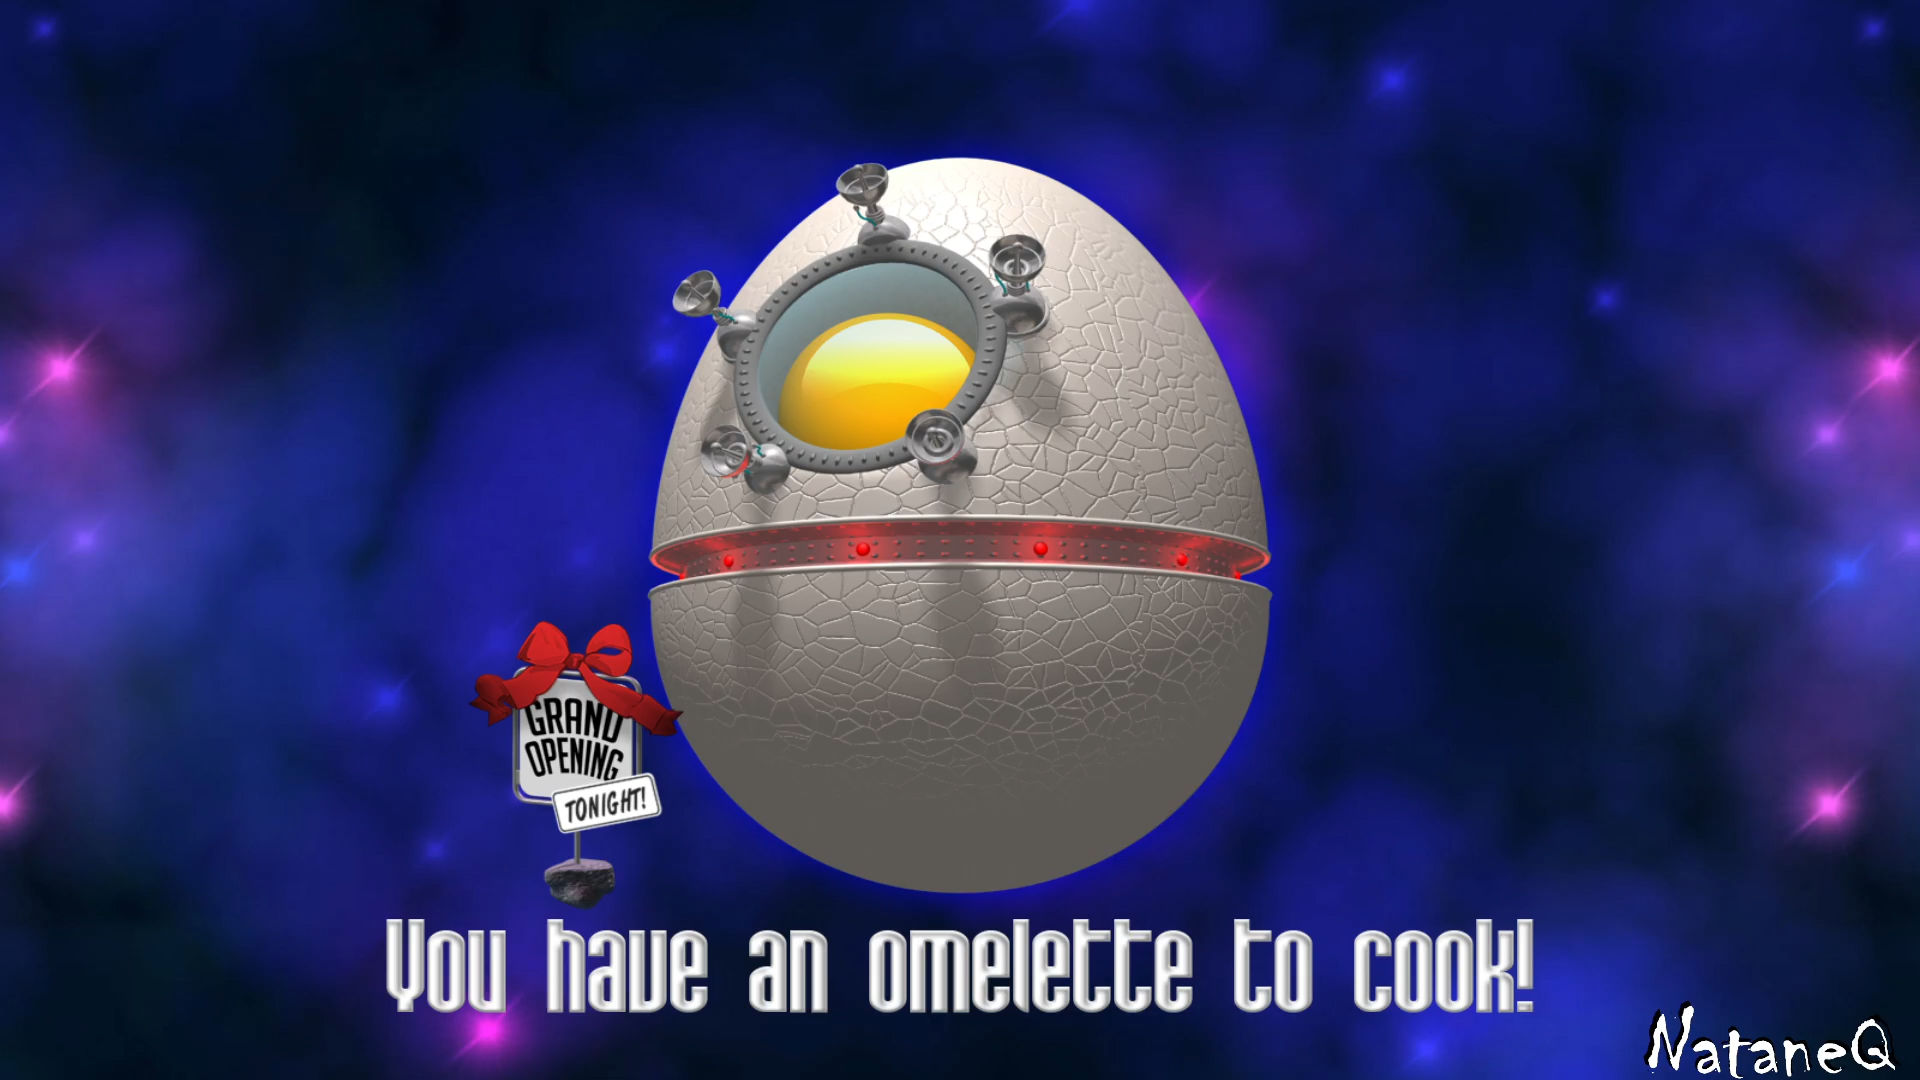 GRAND
OPENING
TONIGHT!
You have an omelette to cook!
NataneQ